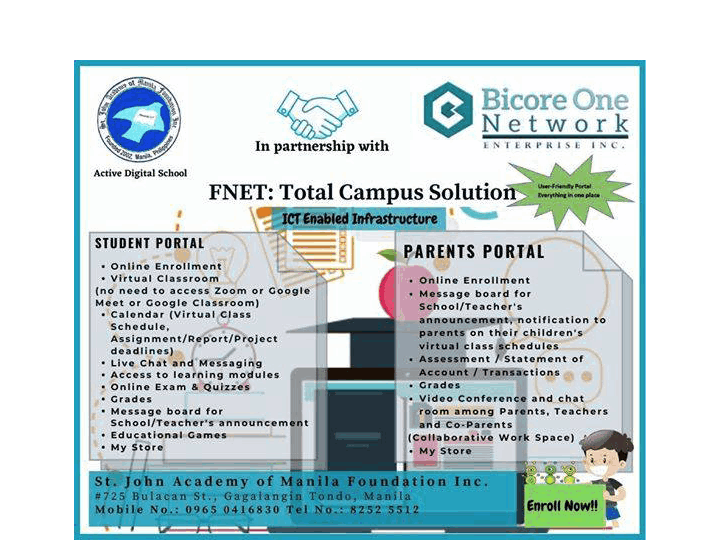 St. John Academy of Manila Foundation Inc.
Founded 2002, Manila, Philippines
Active Digital School
In partnership with
Bicore One
Network
ENTERPRISE INC.
FNET: Total Campus Solution
User-Friendly Portal
Everything in one place
ICT Enabled Infrastructure
STUDENT PORTAL
• Online Enrollment
• Virtual Classroom
(no need to access Zoom or Google
Meet or Google Classroom)
• Calendar (Virtual Class
Schedule,
Assignment/Report/Project
deadlines)
• Live Chat and Messaging
• Access to learning modules
• Online Exam & Quizzes
• Grades
• Message board for
School/Teacher's announcement
• Educational Games
• My Store
PARENTS PORTAL
• Online Enrollment
• Message board for
School/Teacher's
announcement, notification to
parents on their children's
virtual class schedules
• Assessment / Statement of
Account / Transactions
• Grades
• Video Conference and chat
room among Parents, Teachers
and Co-Parents
(Collaborative Work Space)
• My Store
St. John Academy of Manila Foundation Inc.
#725 Bulacan St., Gagalangin Tondo, Manila
Mobile No.: 0965 0416830 Tel No.: 8252 5512
Enroll Now!!